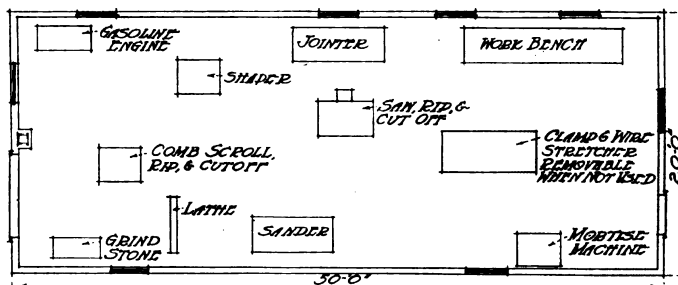 GASOLINE
ENGINE
JOINTER
WORK BENCH
SHAPER
SAW, RIP, &
CUT OFF
CLAMP & WIRE
STRETCHER
REMOVABLE
WHEN NOT USED
20'-0"
COMB SCROLL,
RIP, & CUTOFF
LATHE
GRIND
STONE
SANDER
MORTISE
MACHINE
50'-0"